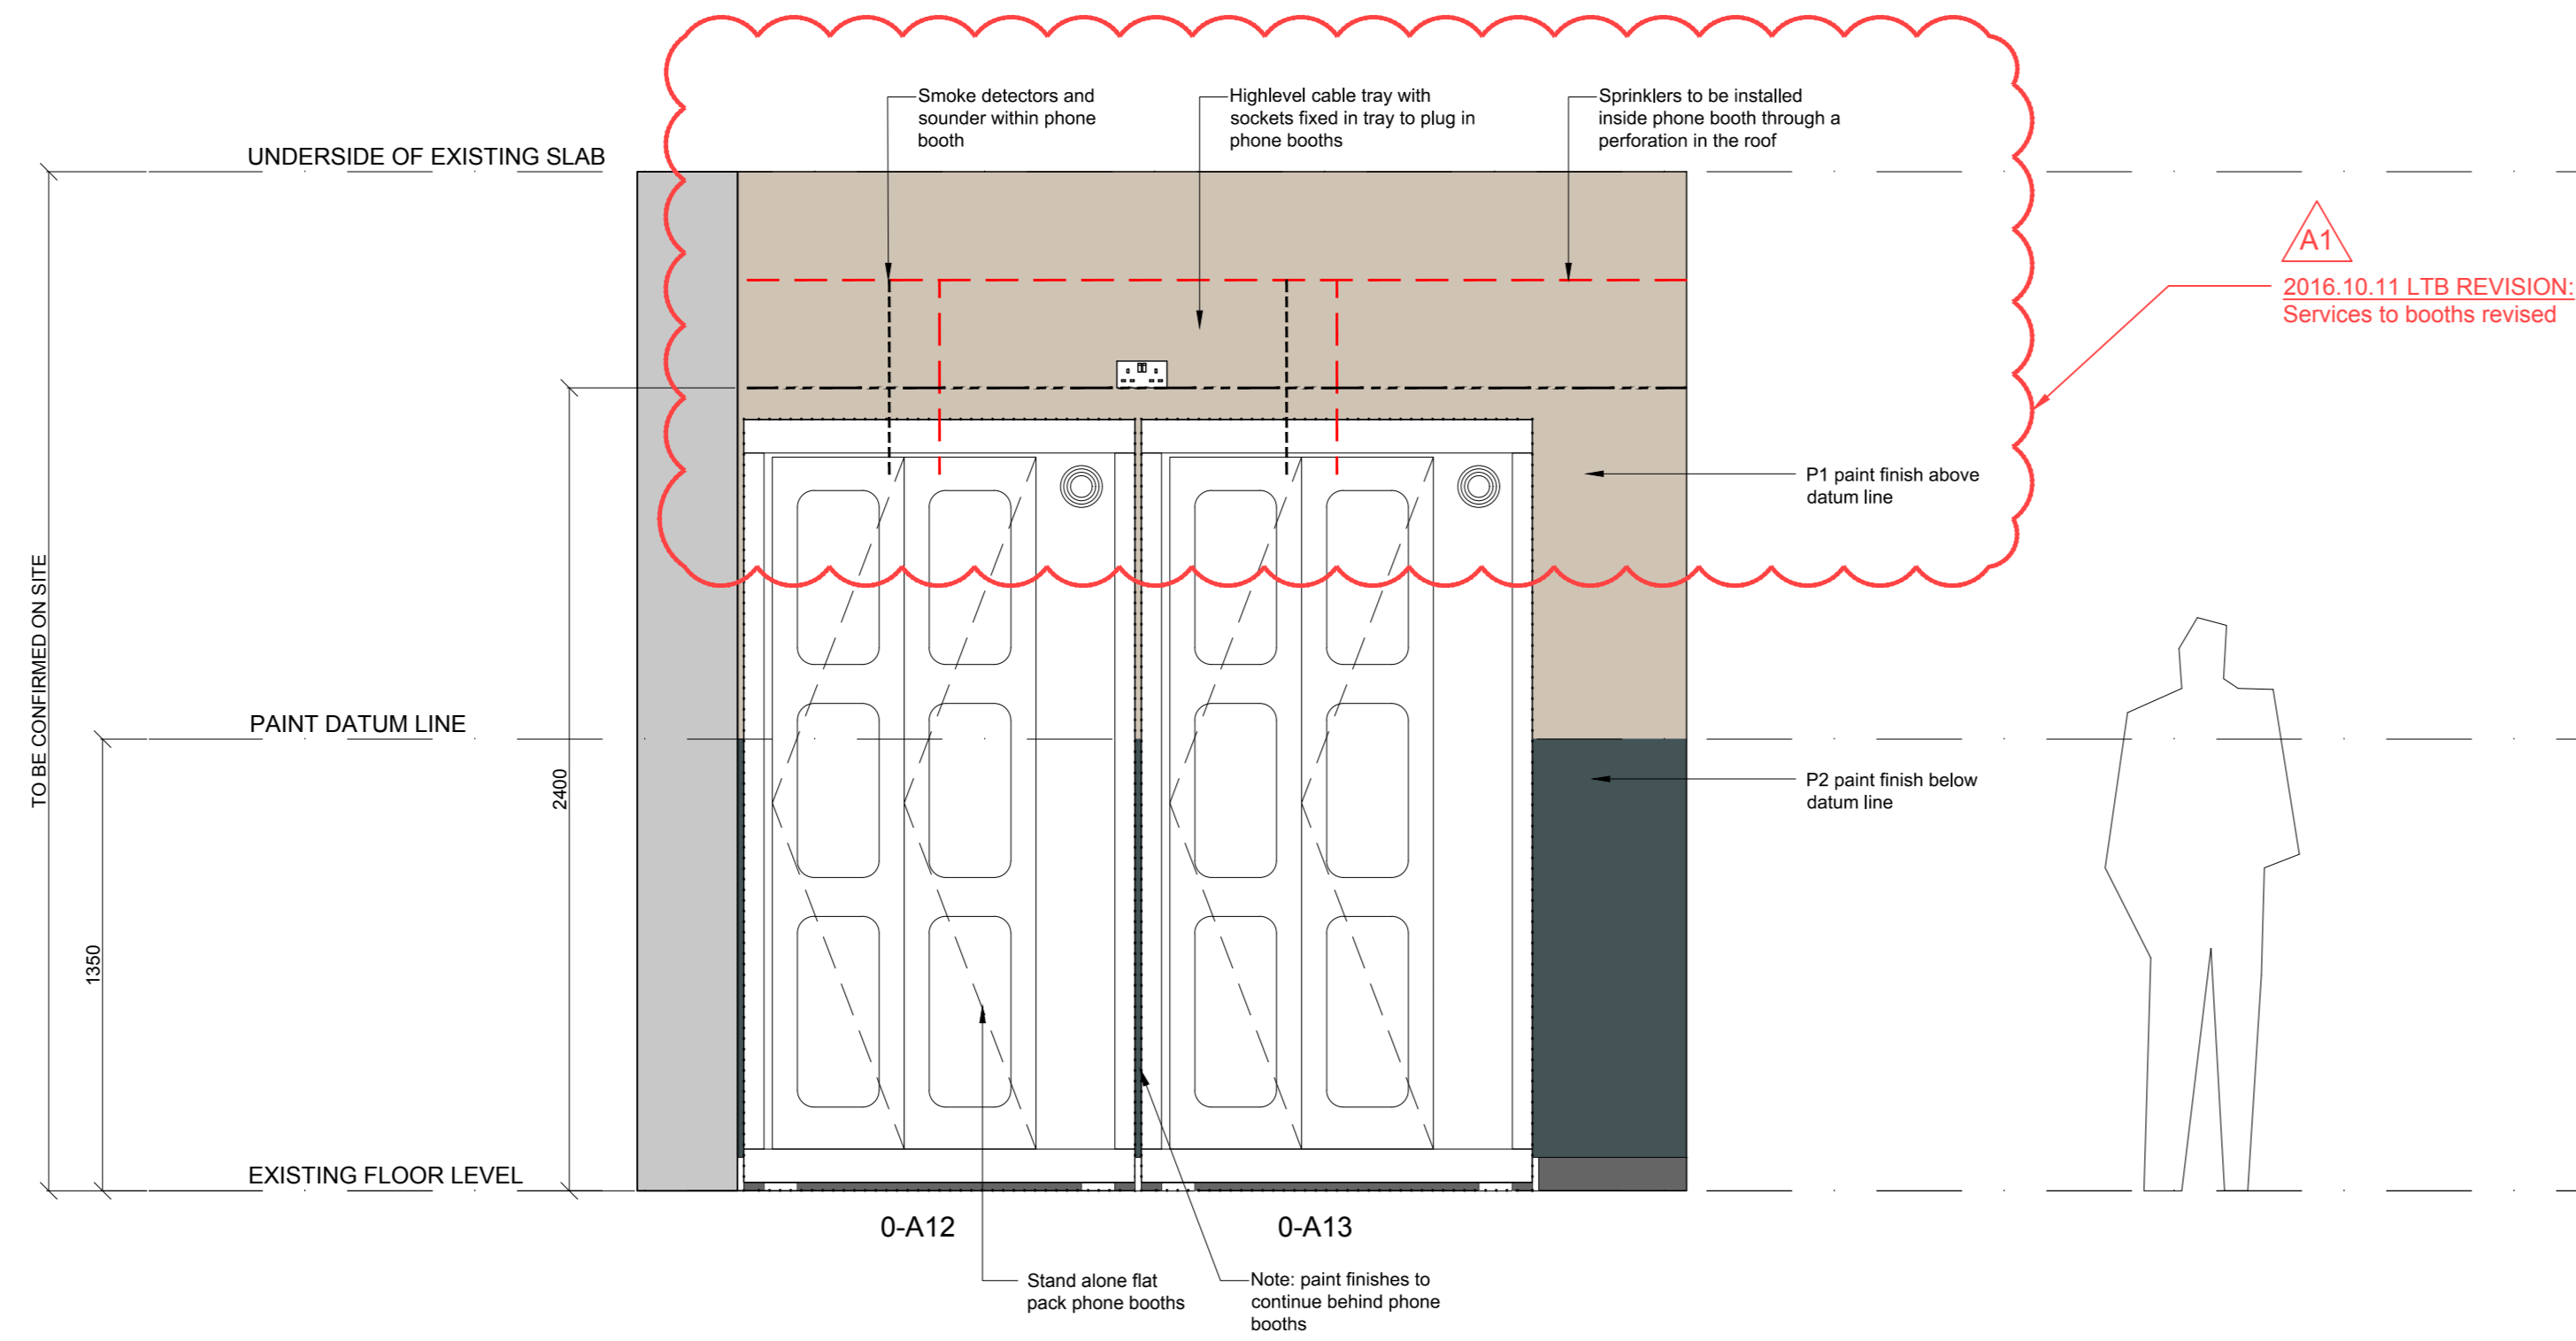 Smoke detectors and
sounder within phone
booth
Highlevel cable tray with
sockets fixed in tray to plug in
phone booths
Sprinklers to be installed
inside phone booth through a
perforation in the roof
UNDERSIDE OF EXISTING SLAB
A1
2016.10.11 LTB REVISION:
Services to booths revised
P1 paint finish above
datum line
TO BE CONFIRMED ON SITE
PAINT DATUM LINE
2400
P2 paint finish below
datum line
1350
EXISTING FLOOR LEVEL
0-A12
0-A13
Stand alone flat
pack phone booths
Note: paint finishes to
continue behind phone
booths